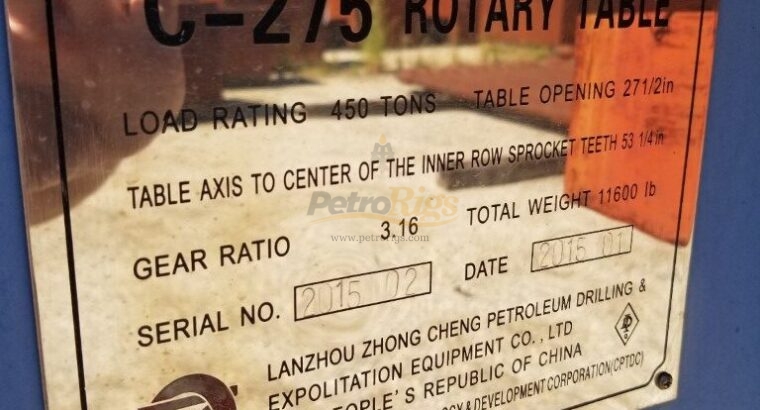 C-275 ROTARY TABLE
LOAD RATING 450 TONS TABLE OPENING 271/2in
TABLE AXIS TO CENTER OF THE INNER ROW SPROCKET TEETH 53 1/4in
PetroRigs
www.petrorigs.com
GEAR RATIO 3.16 TOTAL WEIGHT 11600 lb
SERIAL NO. 2015 02 DATE 2015 01
LANZHOU ZHONG CHENG PETROLEUM DRILLING &
EXPOLITATION EQUIPMENT CO., LTD
PEOPLE'S REPUBLIC OF CHINA
& DEVELOPMENT CORPORATION(CPTDC)